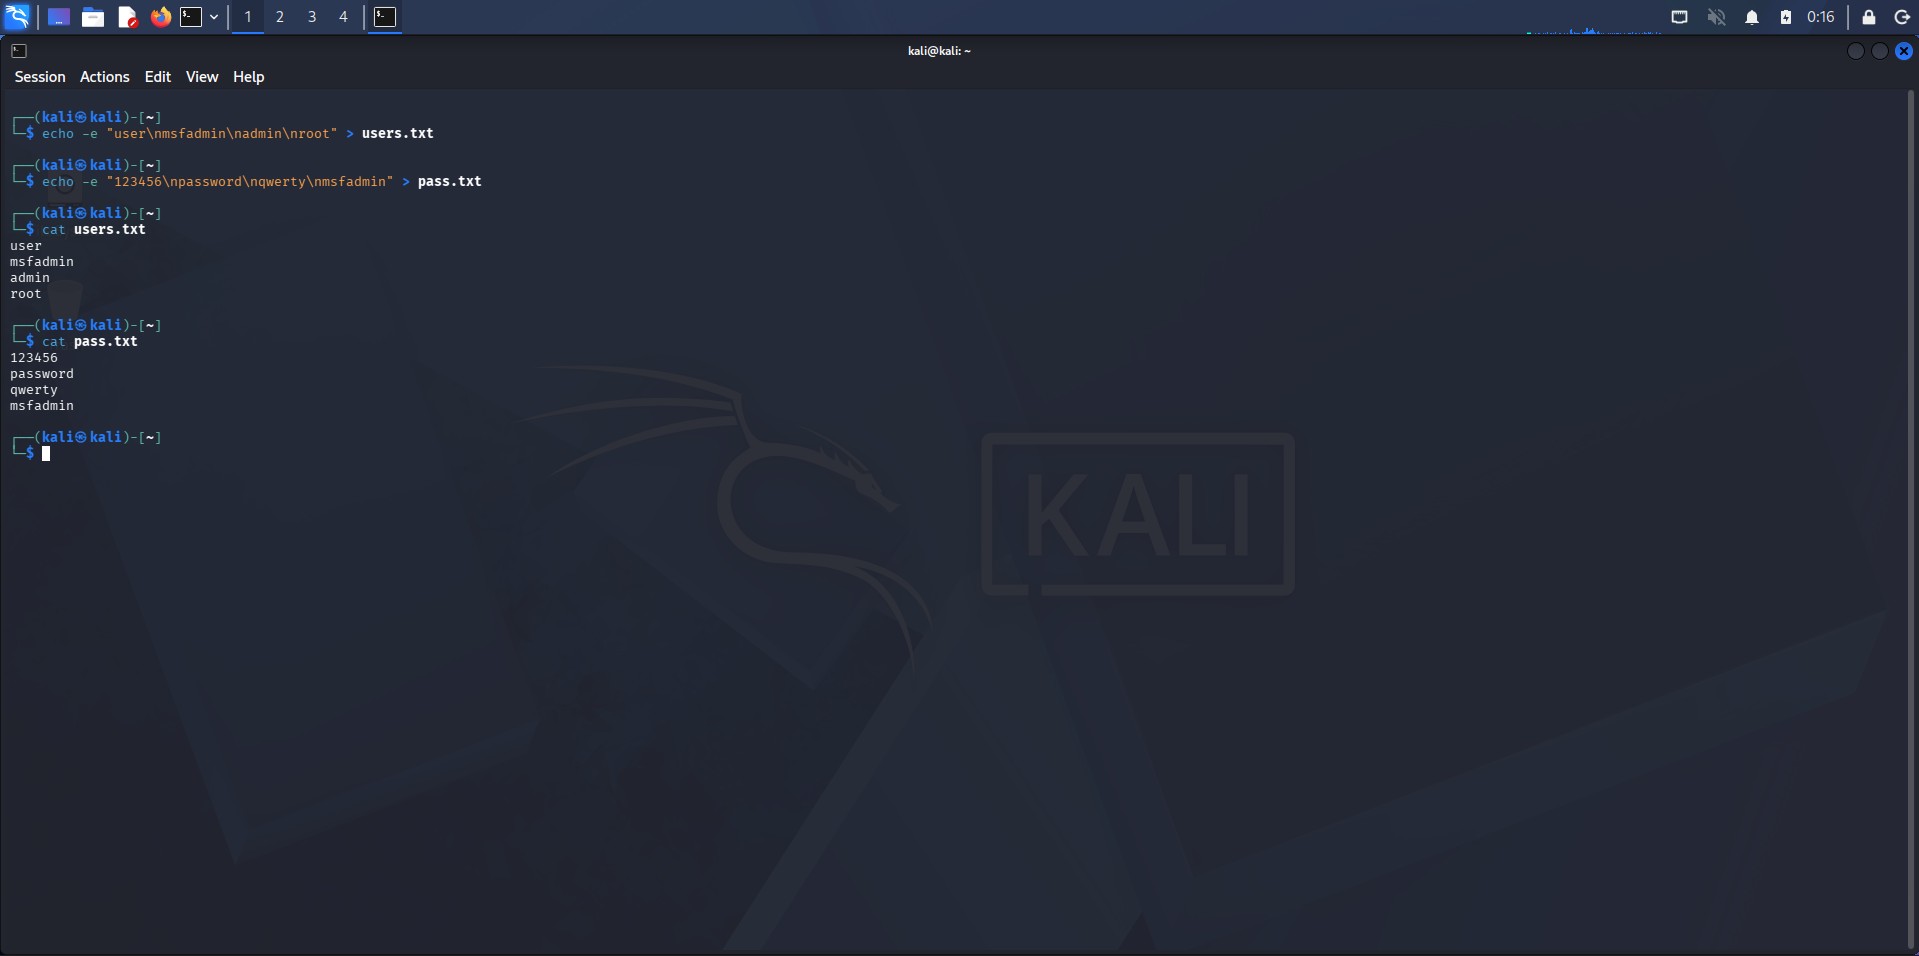 1 2 3 4 0:16
kali@kali: ~
Session Actions Edit View Help
┌──(kali㉿kali)-[~]
└─$ echo -e "user\nmsfadmin\nadmin\nroot" > users.txt
┌──(kali㉿kali)-[~]
└─$ echo -e "123456\npassword\nqwerty\nmsfadmin" > pass.txt
┌──(kali㉿kali)-[~]
└─$ cat users.txt
user
msfadmin
admin
root
┌──(kali㉿kali)-[~]
└─$ cat pass.txt
123456
password
qwerty
msfadmin
┌──(kali㉿kali)-[~]
└─$
KALI